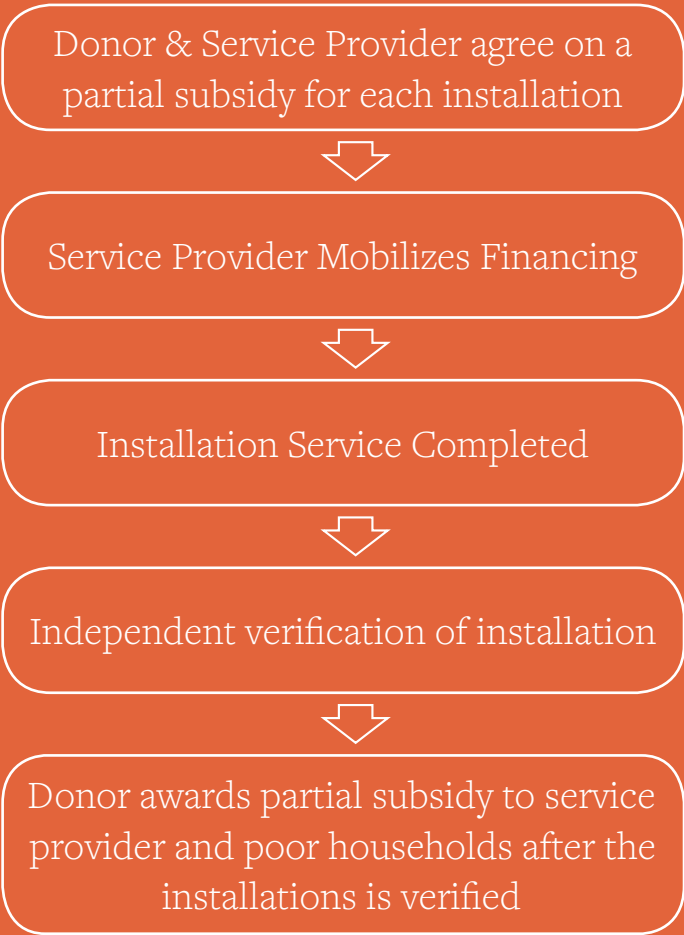 Donor & Service Provider agree on a
partial subsidy for each installation
Service Provider Mobilizes Financing
Installation Service Completed
Independent verification of installation
Donor awards partial subsidy to service
provider and poor households after the
installations is verified